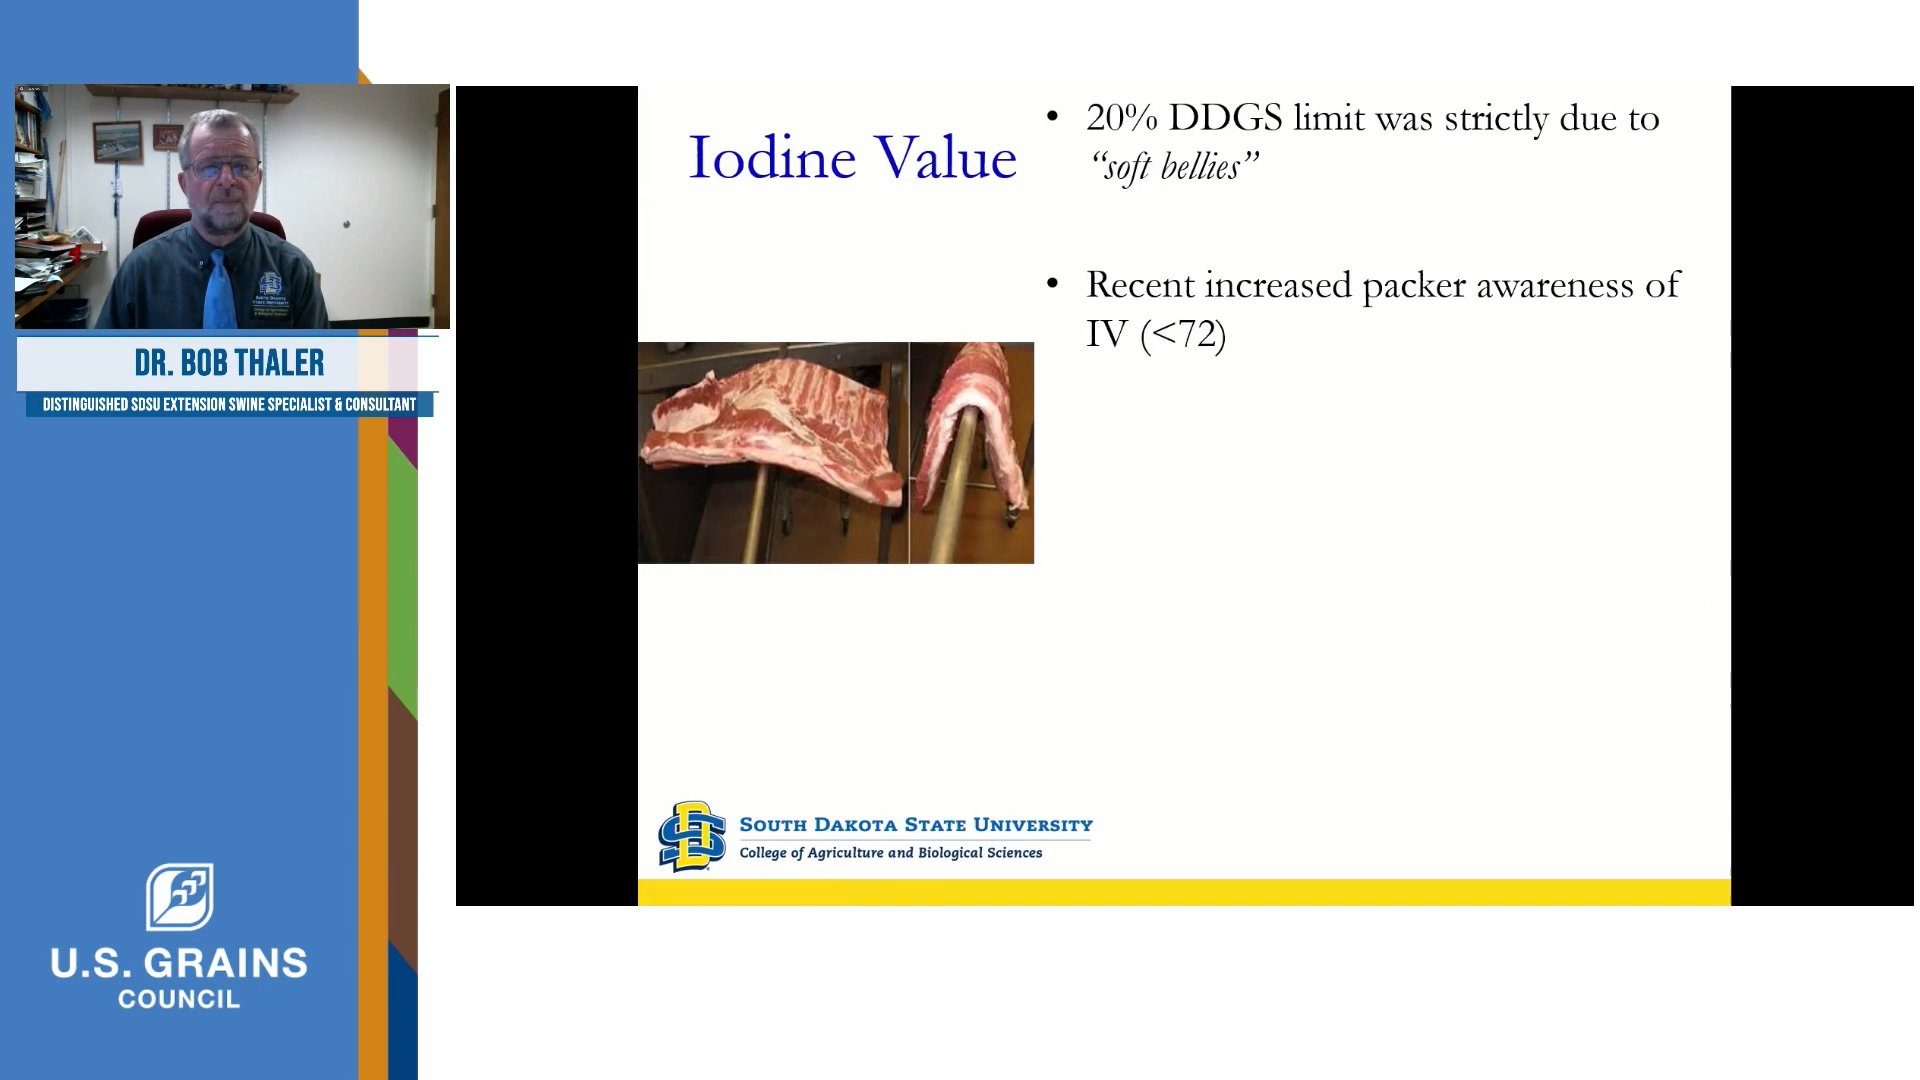 DR. BOB THALER
DISTINGUISHED SDSU EXTENSION SWINE SPECIALIST & CONSULTANT
U.S. GRAINS
COUNCIL
Iodine Value
• 20% DDGS limit was strictly due to
“soft bellies”
• Recent increased packer awareness of
IV (<72)
SOUTH DAKOTA STATE UNIVERSITY
College of Agriculture and Biological Sciences